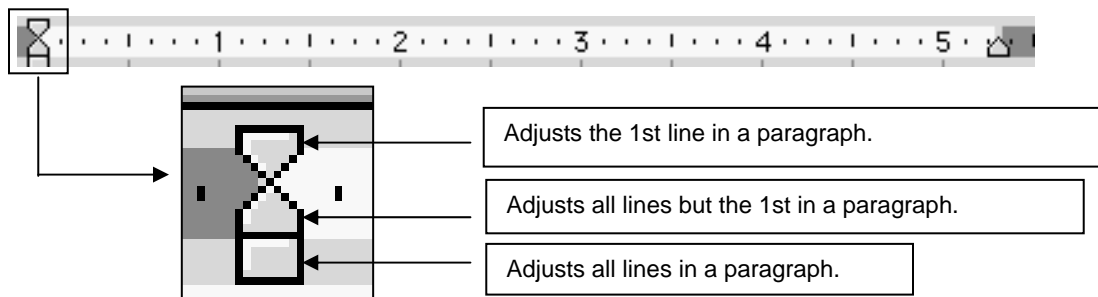 1 2 3 4 5
Adjusts the 1st line in a paragraph.
Adjusts all lines but the 1st in a paragraph.
Adjusts all lines in a paragraph.